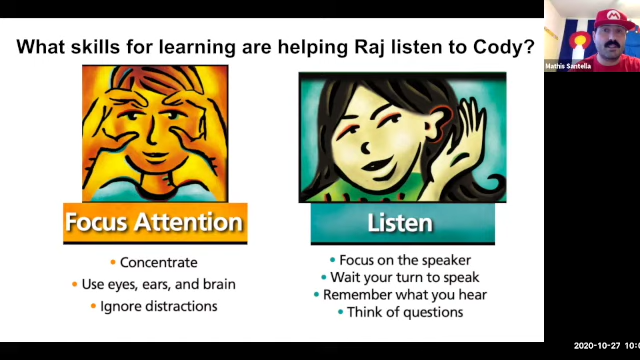 What skills for learning are helping Raj listen to Cody?
Mathis Santella
Focus Attention
• Concentrate
• Use eyes, ears, and brain
• Ignore distractions
Listen
• Focus on the speaker
• Wait your turn to speak
• Remember what you hear
• Think of questions
2020-10-27 10:0